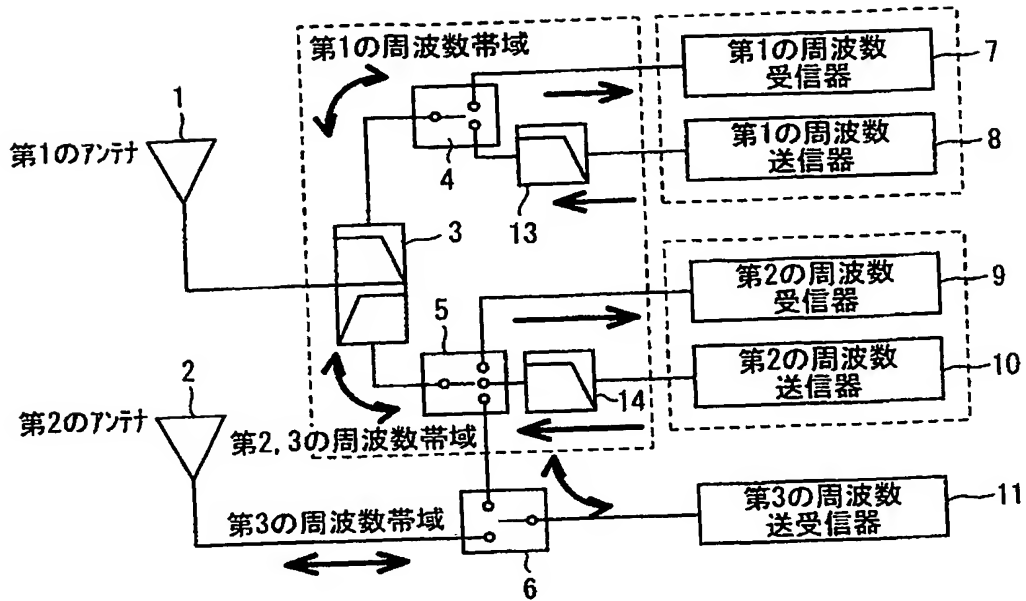 第1の周波数帯域
1
第1のアンテナ
4
13
第1の周波数
受信器
7
第1の周波数
送信器
8
3
5
第2の周波数
受信器
9
2
第2のアンテナ
14
第2の周波数
送信器
10
第2,3の周波数帯域
第3の周波数帯域
6
第3の周波数
送受信器
11